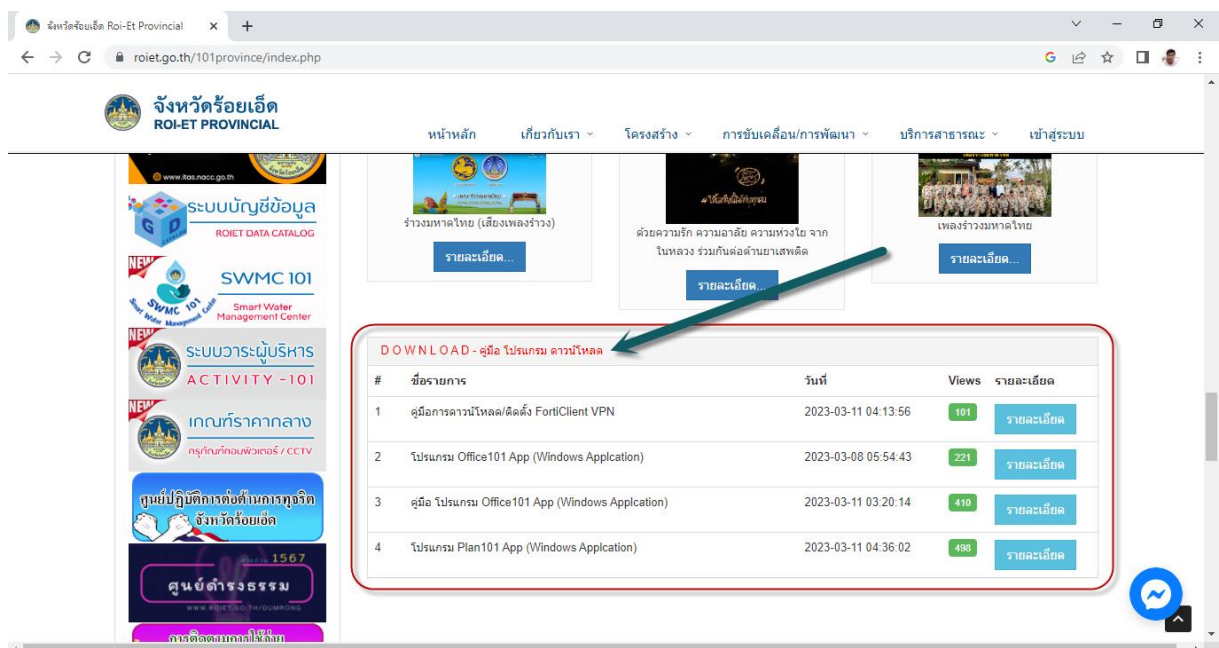 จังหวัดร้อยเอ็ด Roi-Et Provincial
roiet.go.th/101province/index.php
จังหวัดร้อยเอ็ด
ROI-ET PROVINCIAL
หน้าหลัก เกี่ยวกับเรา โครงสร้าง การขับเคลื่อน/การพัฒนา บริการสาธารณะ เข้าสู่ระบบ
www.itas.nacc.go.th
ระบบบัญชีข้อมูล
ROIET DATA CATALOG
NEW
SWMC 101
Smart Water
Management Center
NEW
ระบบวาระผู้บริหาร
ACTIVITY -101
NEW
เกณฑ์ราคากลาง
ครุภัณฑ์คอมพิวเตอร์ / CCTV
ศูนย์ปฏิบัติการต่อต้านการทุจริต
จังหวัดร้อยเอ็ด
1567
ศูนย์ดำรงธรรม
WWW.ROIET.GO.TH/DUMRONG
การติดตามการใช้จ่าย
รำวงมหาดไทย (เสียงเพลงรำวง)
รายละเอียด...
ด้วยความรัก ความอาลัย ความห่วงใย จาก
ในหลวง ร่วมกันต่อต้านยาเสพติด
รายละเอียด...
เพลงรำวงมหาดไทย
รายละเอียด...
D O W N L O A D - คู่มือ โปรแกรม ดาวน์โหลด
# ชื่อรายการ วันที่ Views รายละเอียด
1 คู่มือการดาวน์โหลด/ติดตั้ง FortiClient VPN 2023-03-11 04:13:56 101 รายละเอียด
2 โปรแกรม Office101 App (Windows Applcation) 2023-03-08 05:54:43 221 รายละเอียด
3 คู่มือ โปรแกรม Office101 App (Windows Applcation) 2023-03-11 03:20:14 410 รายละเอียด
4 โปรแกรม Plan101 App (Windows Applcation) 2023-03-11 04:36:02 498 รายละเอียด